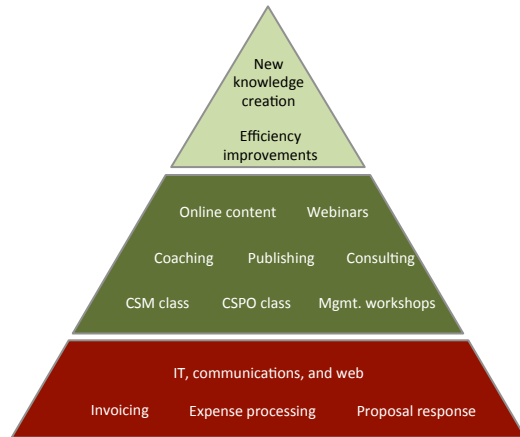 New
knowledge
creation
Efficiency
improvements
Online content Webinars
Coaching Publishing Consulting
CSM class CSPO class Mgmt. workshops
IT, communications, and web
Invoicing Expense processing Proposal response